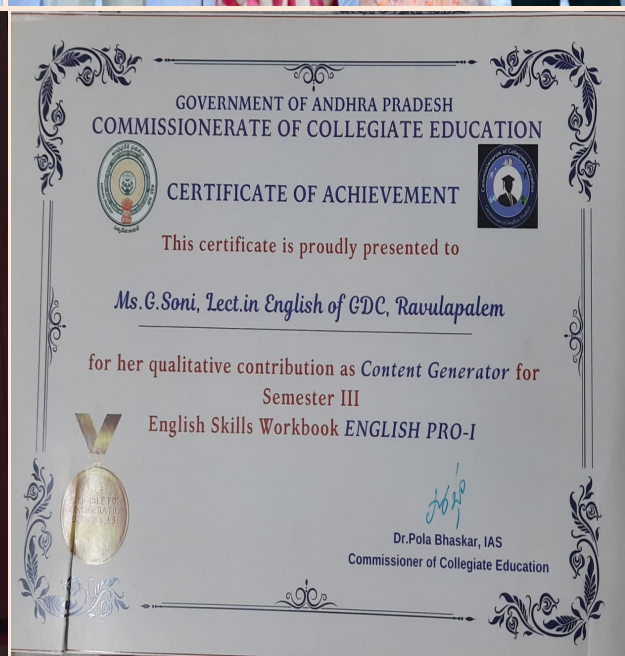 GOVERNMENT OF ANDHRA PRADESH
COMMISSIONERATE OF COLLEGIATE EDUCATION
CERTIFICATE OF ACHIEVEMENT
This certificate is proudly presented to
Ms.G.Soni, Lect.in English of GDC, Ravulapalem
for her qualitative contribution as Content Generator for
Semester III
English Skills Workbook ENGLISH PRO-I
Dr.Pola Bhaskar, IAS
Commissioner of Collegiate Education